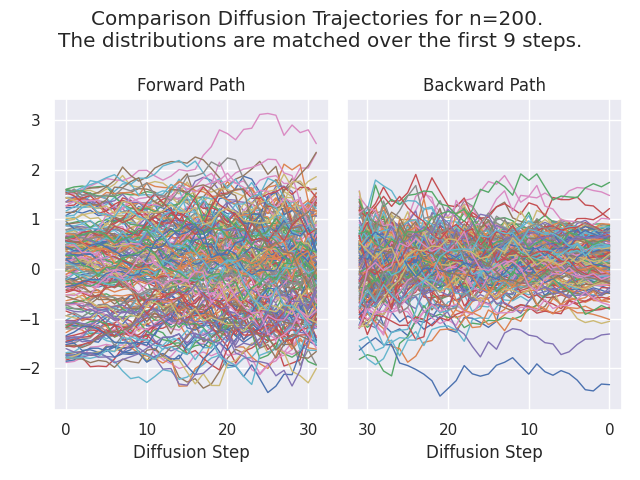 Comparison Diffusion Trajectories for n=200.
The distributions are matched over the first 9 steps.
Forward Path
Backward Path
3
2
1
0
−1
−2
0 10 20 30
30 20 10 0
Diffusion Step
Diffusion Step